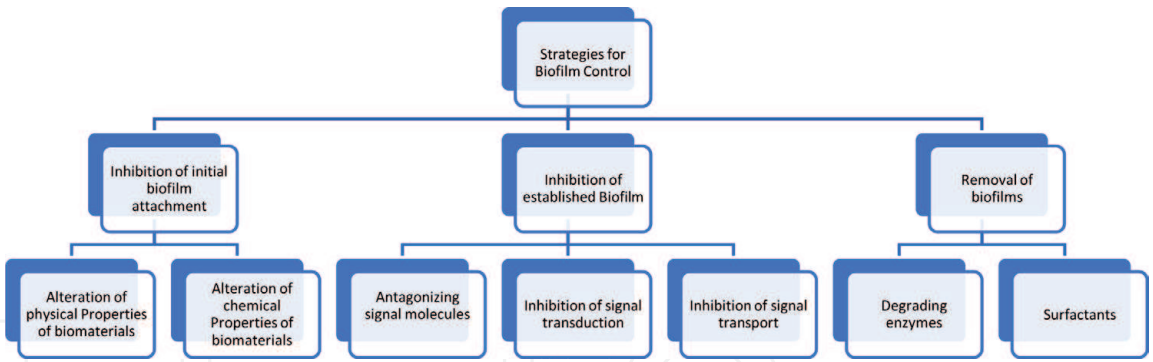 Strategies for
Biofilm Control
Inhibition of initial
biofilm
attachment
Inhibition of
established Biofilm
Removal of
biofilms
Alteration of
physical Properties
of biomaterials
Alteration of
chemical
Properties of
biomaterials
Antagonizing
signal molecules
Inhibition of signal
transduction
Inhibition of signal
transport
Degrading
enzymes
Surfactants